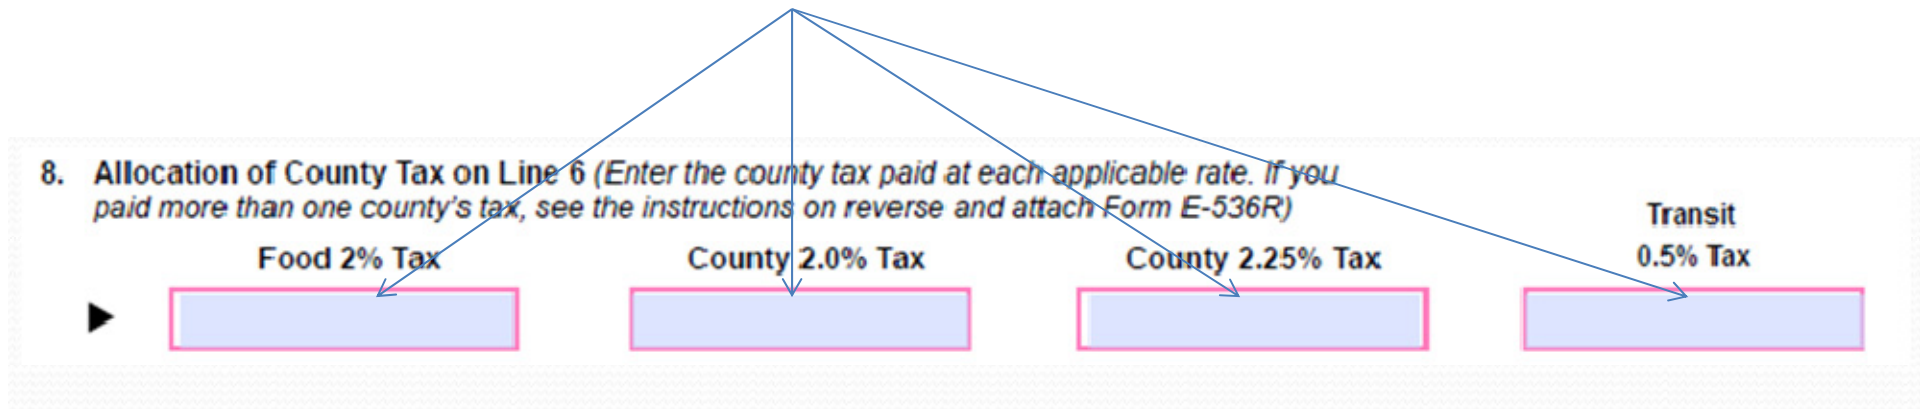 8. Allocation of County Tax on Line 6 (Enter the county tax paid at each applicable rate. If you
paid more than one county's tax, see the instructions on reverse and attach Form E-536R)
Food 2% Tax
County 2.0% Tax
County 2.25% Tax
Transit
0.5% Tax